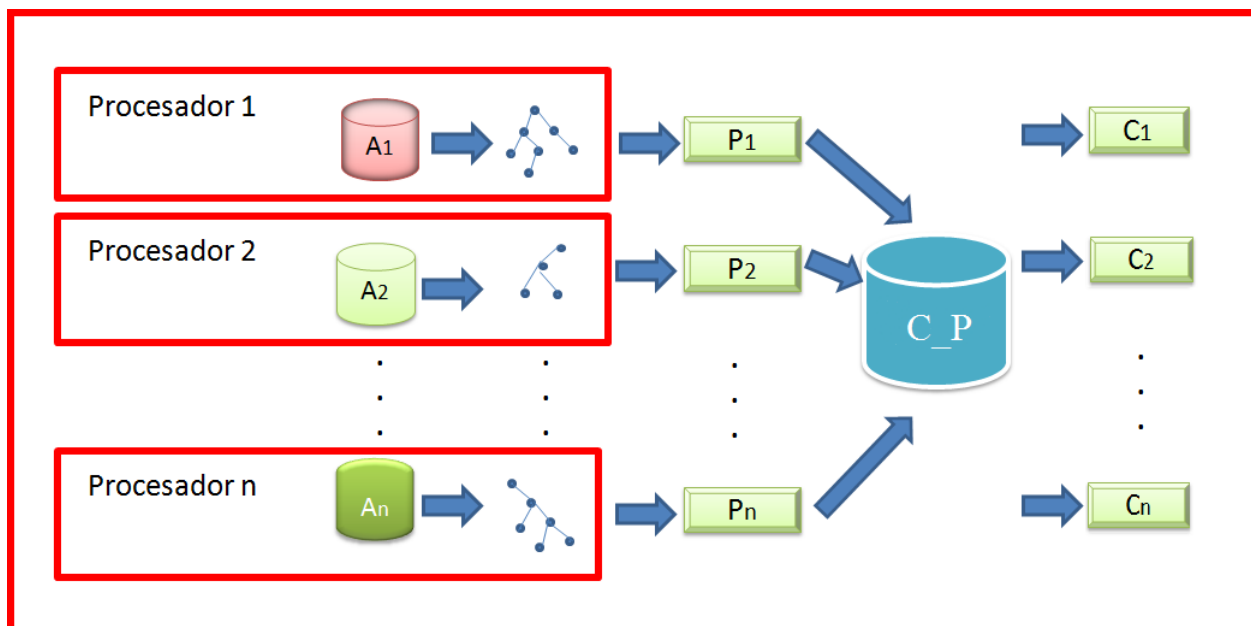 Procesador 1
A1
P1
C1
Procesador 2
A2
P2
C2
C_P
Procesador n
An
Pn
Cn